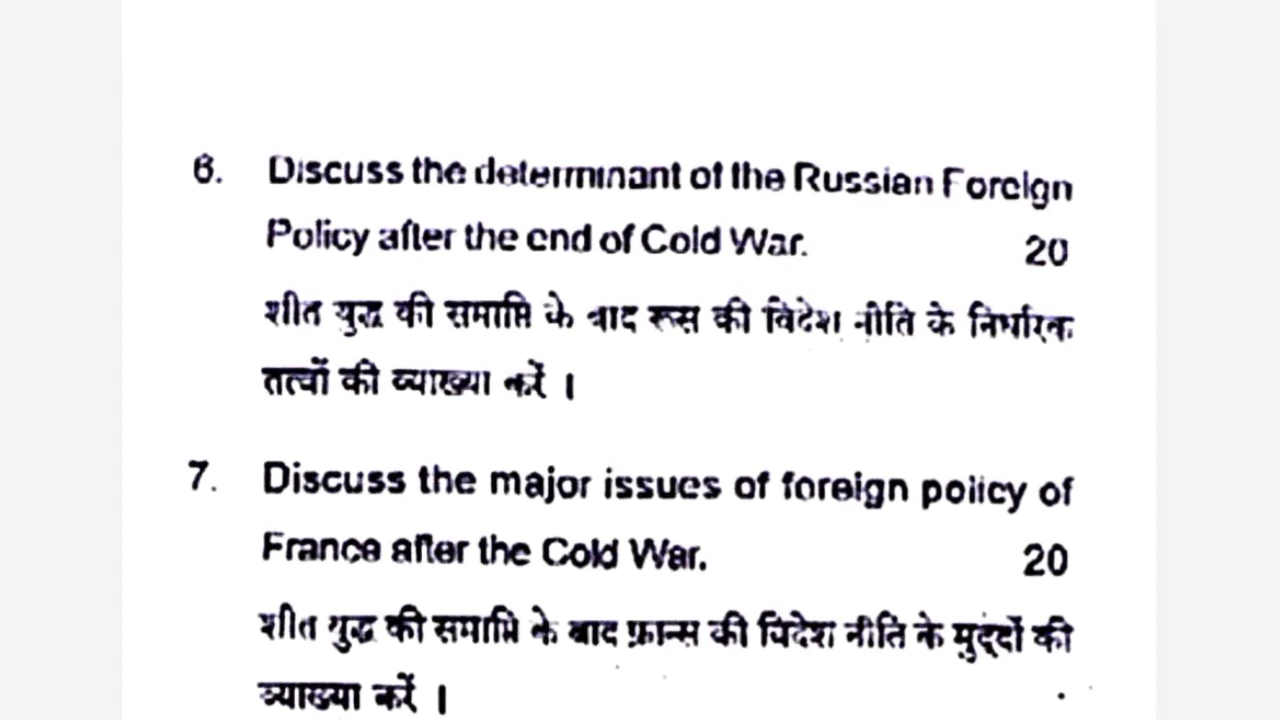 6. Discuss the determinant of the Russian Foreign
Policy after the end of Cold War. 20
शीत युद्ध की समाप्ति के बाद रूस की विदेश नीति के निर्धारक
तत्वों की व्याख्या करें ।
7. Discuss the major issues of foreign policy of
France after the Cold War. 20
शीत युद्ध की समाप्ति के बाद फ्रान्स की विदेश नीति के मुद्दों की
व्याख्या करें ।